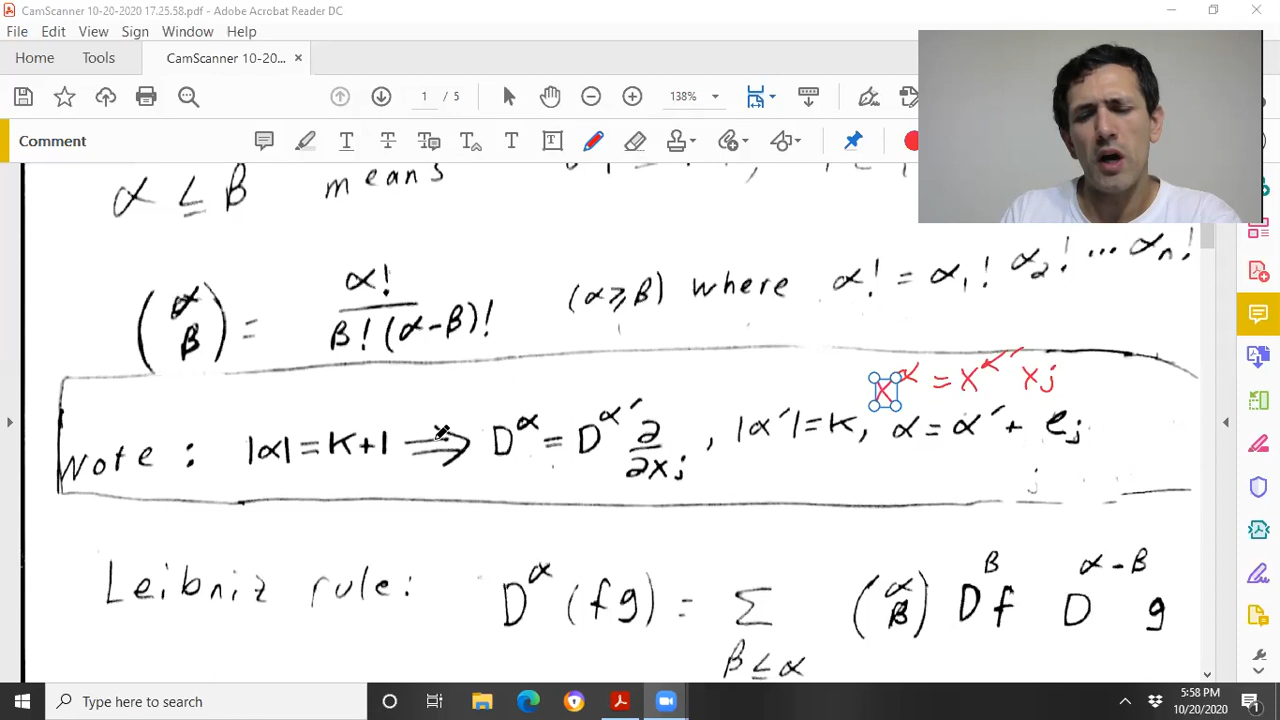 CamScanner 10-20-2020 17.25.58.pdf - Adobe Acrobat Reader DC
File Edit View Sign Window Help
Home Tools CamScanner 10-20... ×
1 / 5 138%
Comment
α ≤ β means
(α β) = α! / β!(α-β)! (α ≥ β) where α! = α₁! α₂! ... αₙ!
x^α = x^α′ xj
Note: |α| = K+1 ⟹ D^α = D^α′ ∂/∂xj , |α′| = K, α = α′ + ej
j
Leibniz rule: D^α (fg) = Σ β≤α (α β) D^β f D^α-β g
Type here to search
5:58 PM
10/20/2020
1